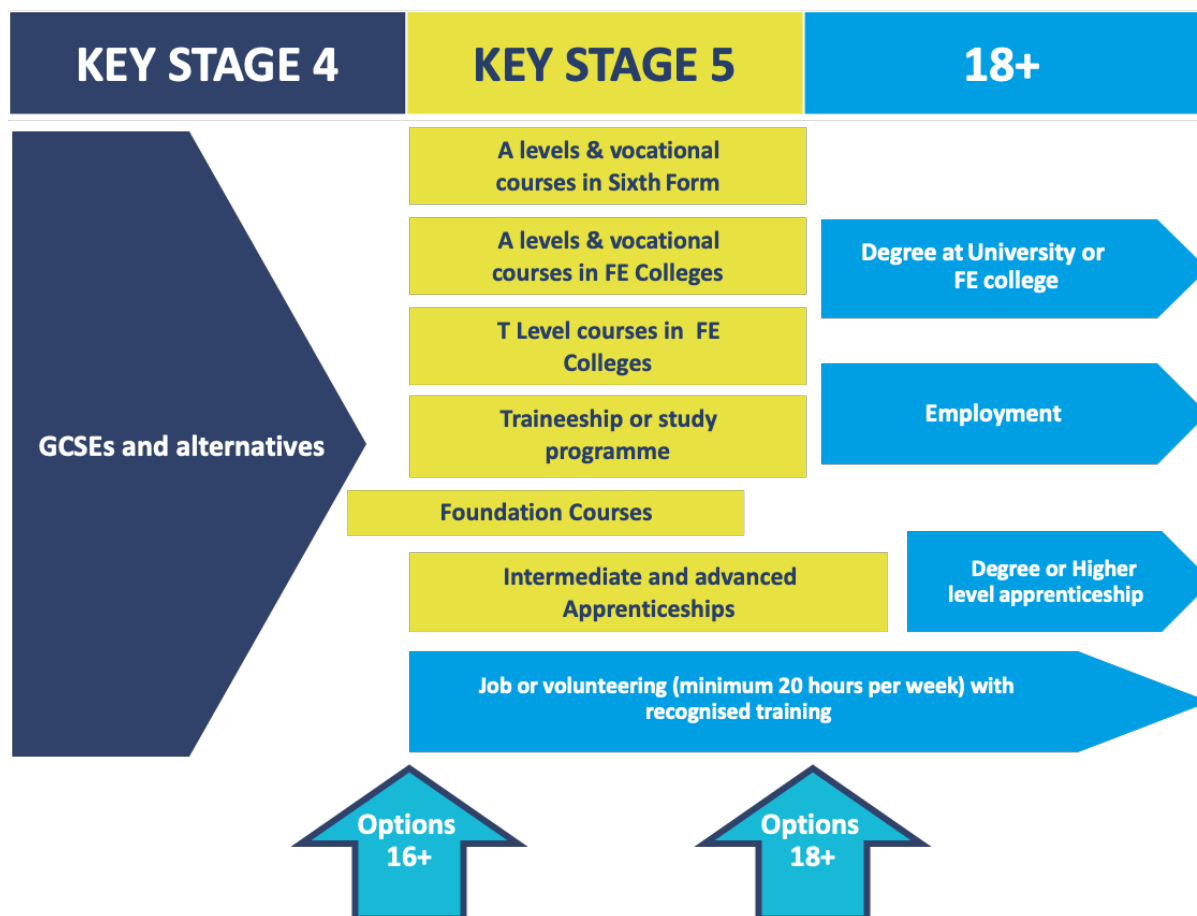 KEY STAGE 4
KEY STAGE 5
18+
GCSEs and alternatives
A levels & vocational
courses in Sixth Form
A levels & vocational
courses in FE Colleges
T Level courses in FE
Colleges
Traineeship or study
programme
Foundation Courses
Intermediate and advanced
Apprenticeships
Degree at University or
FE college
Employment
Degree or Higher
level apprenticeship
Job or volunteering (minimum 20 hours per week) with
recognised training
Options
16+
Options
18+